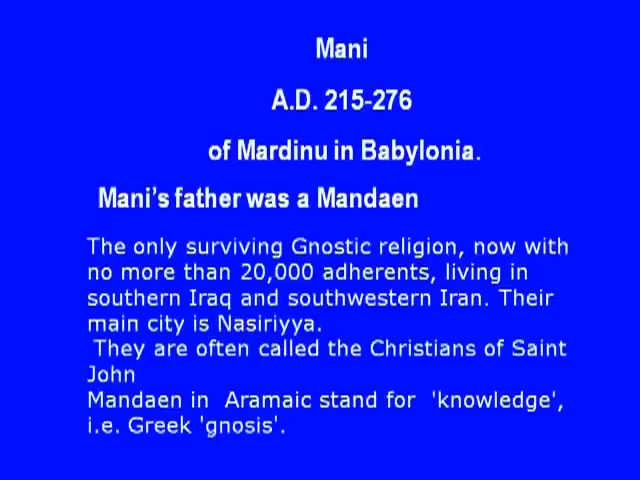 Mani
A.D. 215-276
of Mardinu in Babylonia.
Mani's father was a Mandaen
The only surviving Gnostic religion, now with
no more than 20,000 adherents, living in
southern Iraq and southwestern Iran. Their
main city is Nasiriyya.
They are often called the Christians of Saint
John
Mandaen in Aramaic stand for 'knowledge',
i.e. Greek 'gnosis'.